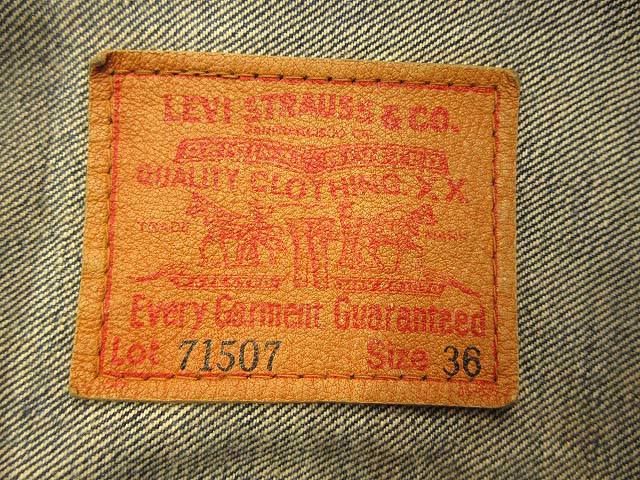 LEVI STRAUSS & CO.
QUALITY CLOTHING XX
TRADE MARK
Every Garment Guaranteed
Lot 71507 Size 36